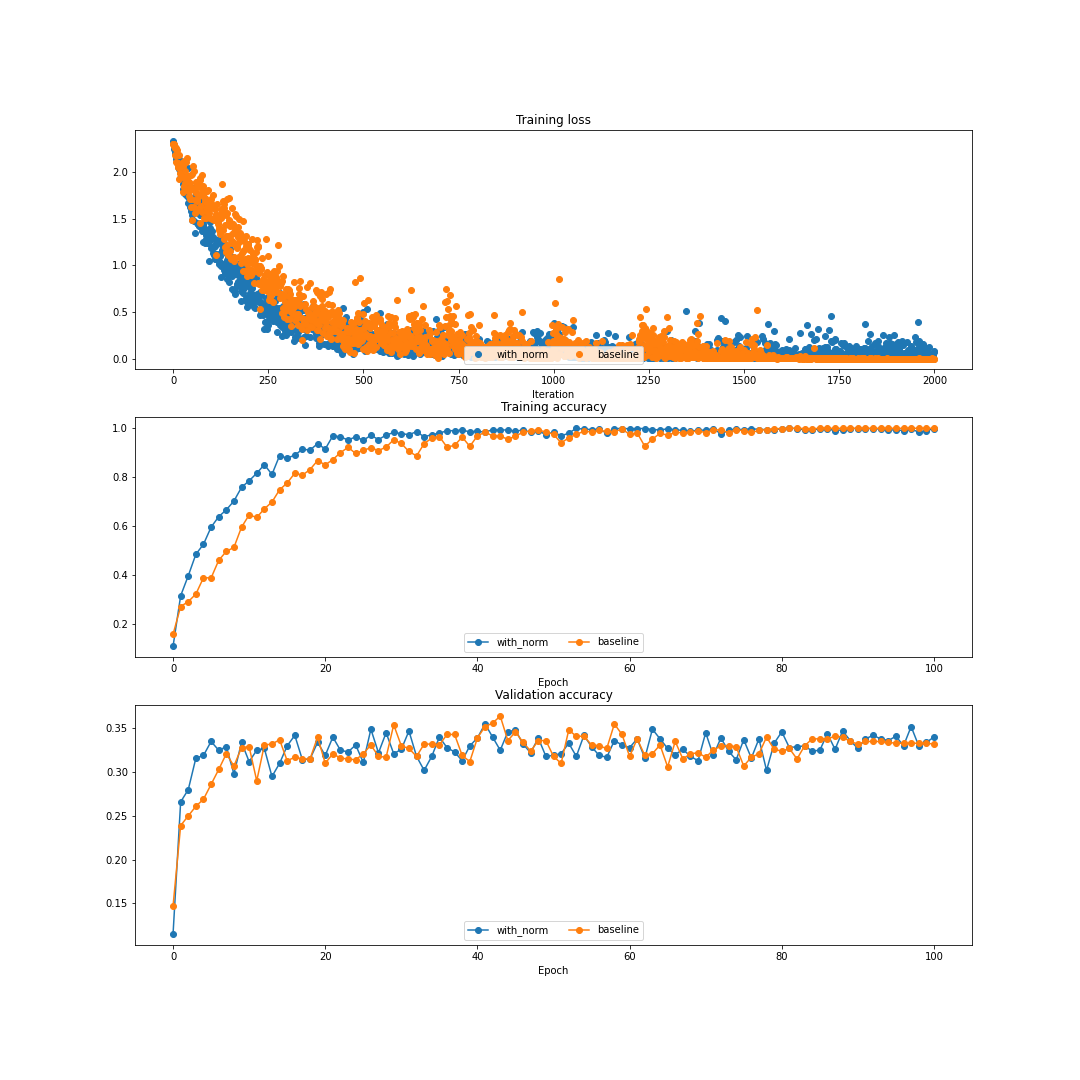 Training loss
2.0
1.5
1.0
0.5
0.0
with_norm baseline
0 250 500 750 1000 1250 1500 1750 2000
Iteration
Training accuracy
1.0
0.8
0.6
0.4
0.2
with_norm baseline
0 20 40 60 80 100
Epoch
Validation accuracy
0.35
0.30
0.25
0.20
0.15
with_norm baseline
0 20 40 60 80 100
Epoch